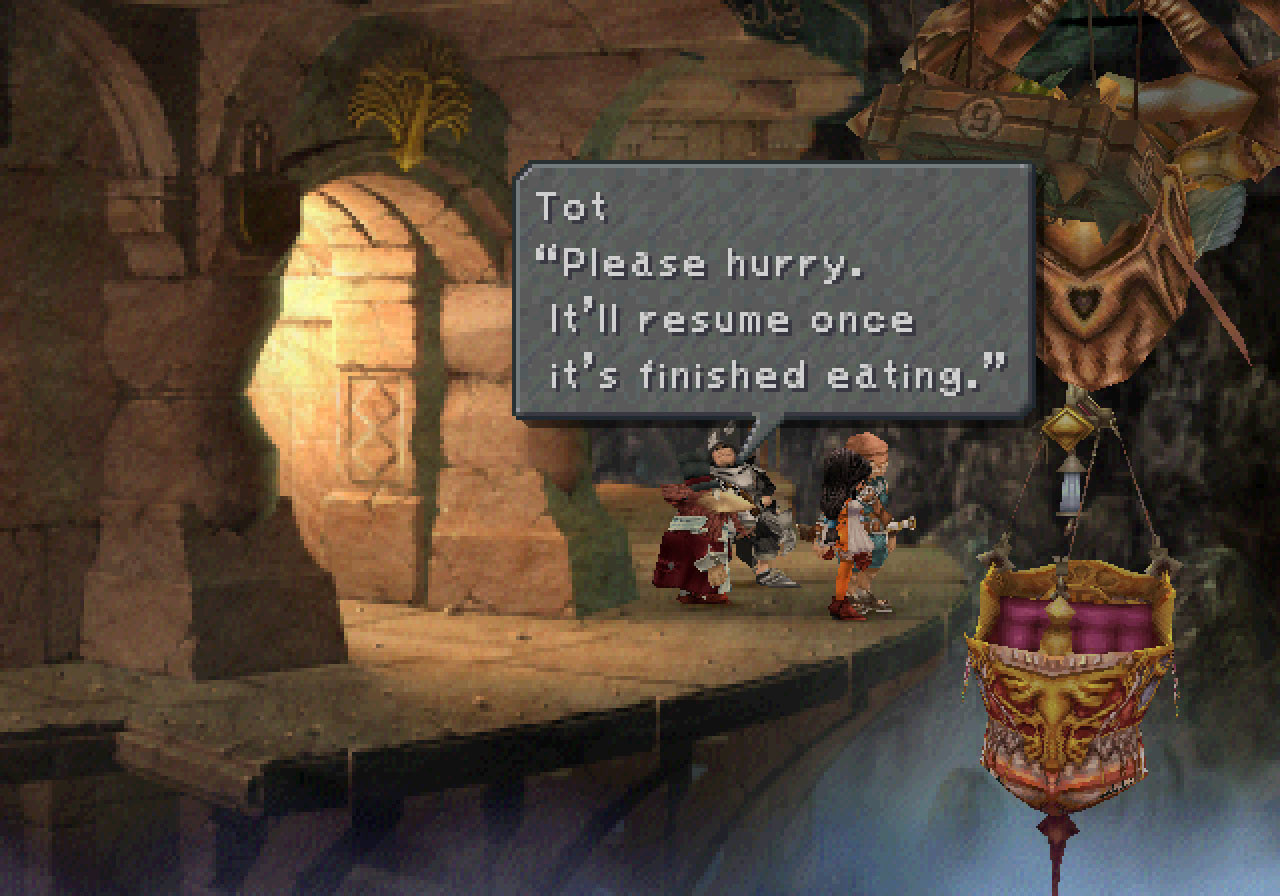 Tot
“Please hurry.
It’ll resume once
it’s finished eating.”